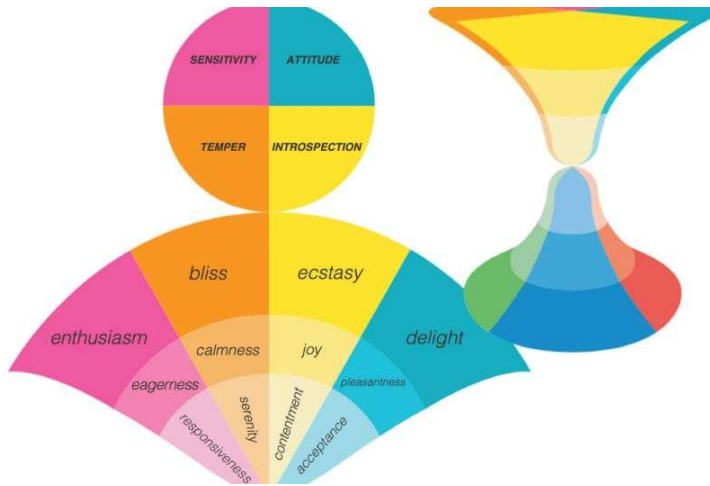 SENSITIVITY
ATTITUDE
TEMPER
INTROSPECTION
bliss
ecstasy
enthusiasm
delight
calmness
joy
eagerness
pleasantness
responsiveness
serenity
contentment
acceptance